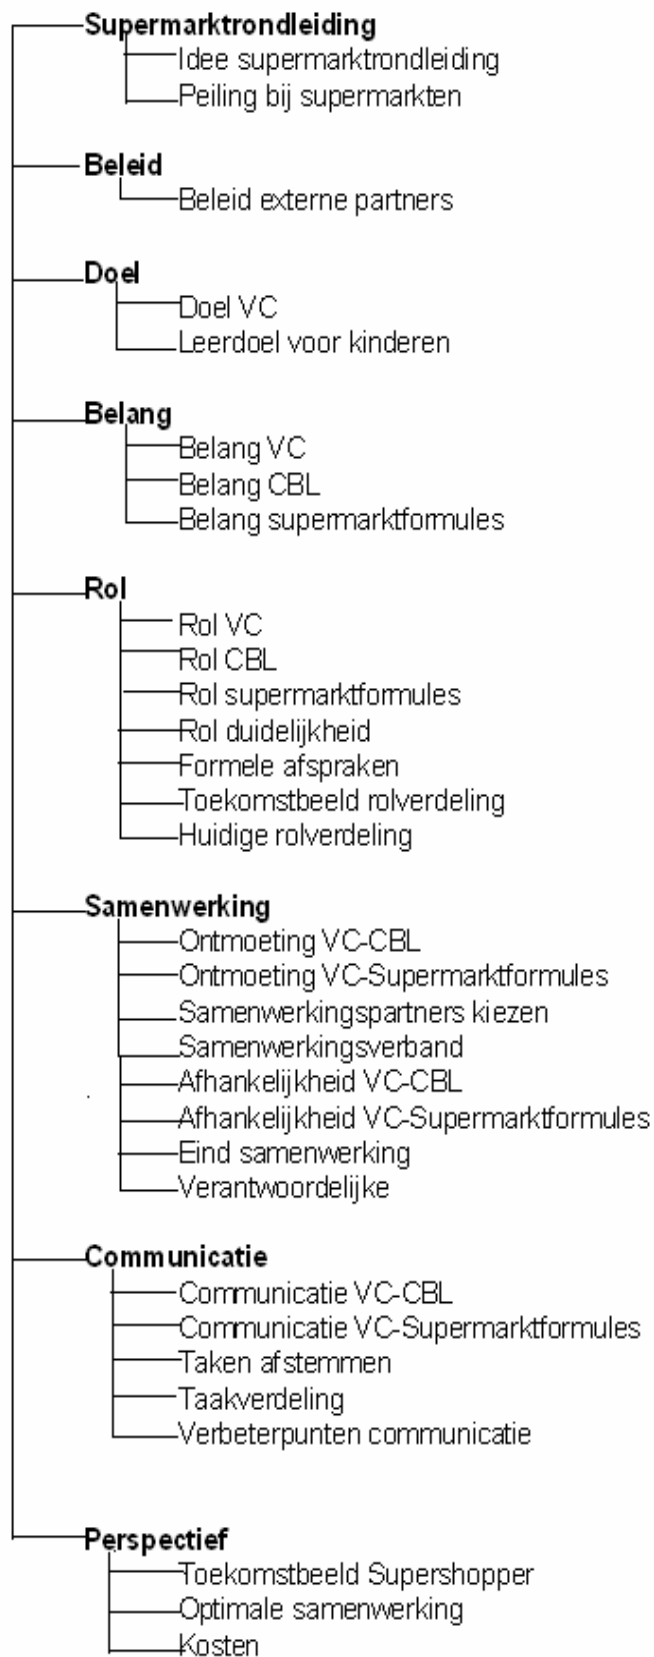 Supermarktrondleiding
Idee supermarktrondleiding
Peiling bij supermarkten
Beleid
Beleid externe partners
Doel
Doel VC
Leerdoel voor kinderen
Belang
Belang VC
Belang CBL
Belang supermarktformules
Rol
Rol VC
Rol CBL
Rol supermarktformules
Rol duidelijkheid
Formele afspraken
Toekomstbeeld rolverdeling
Huidige rolverdeling
Samenwerking
Ontmoeting VC-CBL
Ontmoeting VC-Supermarktformules
Samenwerkingspartners kiezen
Samenwerkingsverband
Afhankelijkheid VC-CBL
Afhankelijkheid VC-Supermarktformules
Eind samenwerking
Verantwoordelijke
Communicatie
Communicatie VC-CBL
Communicatie VC-Supermarktformules
Taken afstemmen
Taakverdeling
Verbeterpunten communicatie
Perspectief
Toekomstbeeld Supershopper
Optimale samenwerking
Kosten